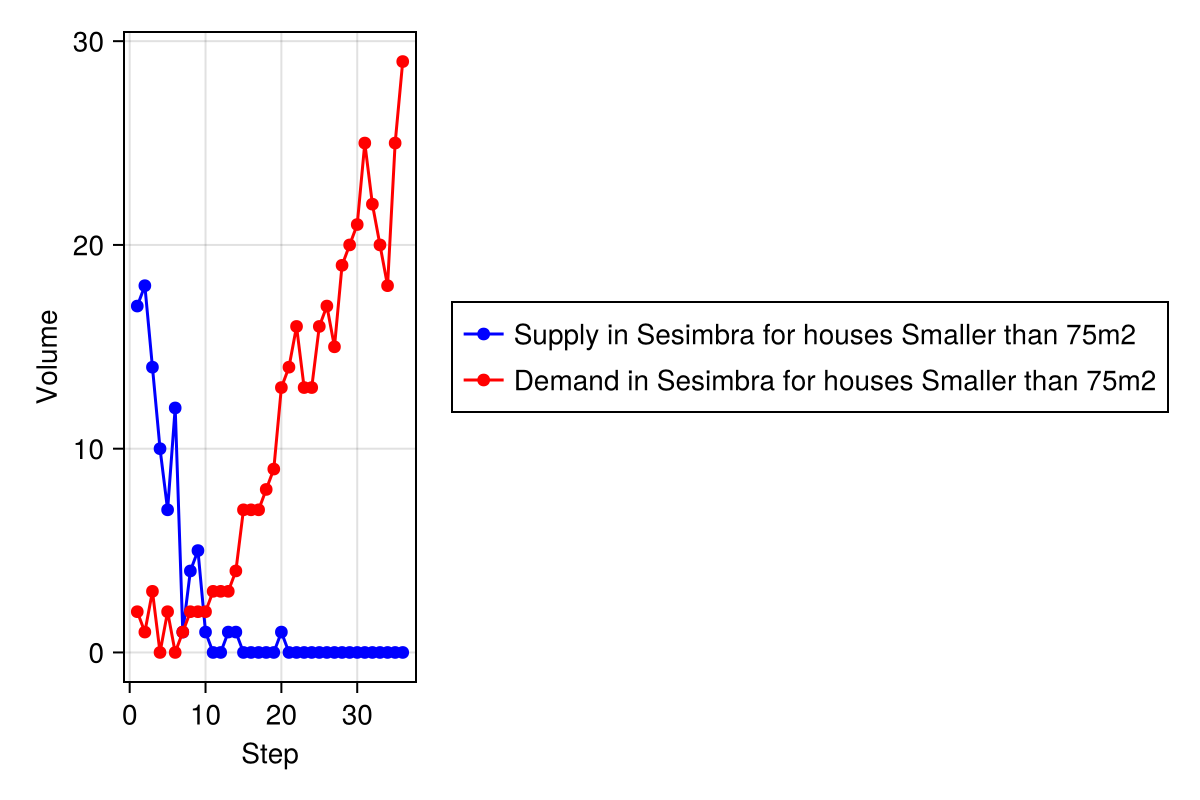 30
20
10
0
Volume
0 10 20 30
Step
Supply in Sesimbra for houses Smaller than 75m2
Demand in Sesimbra for houses Smaller than 75m2